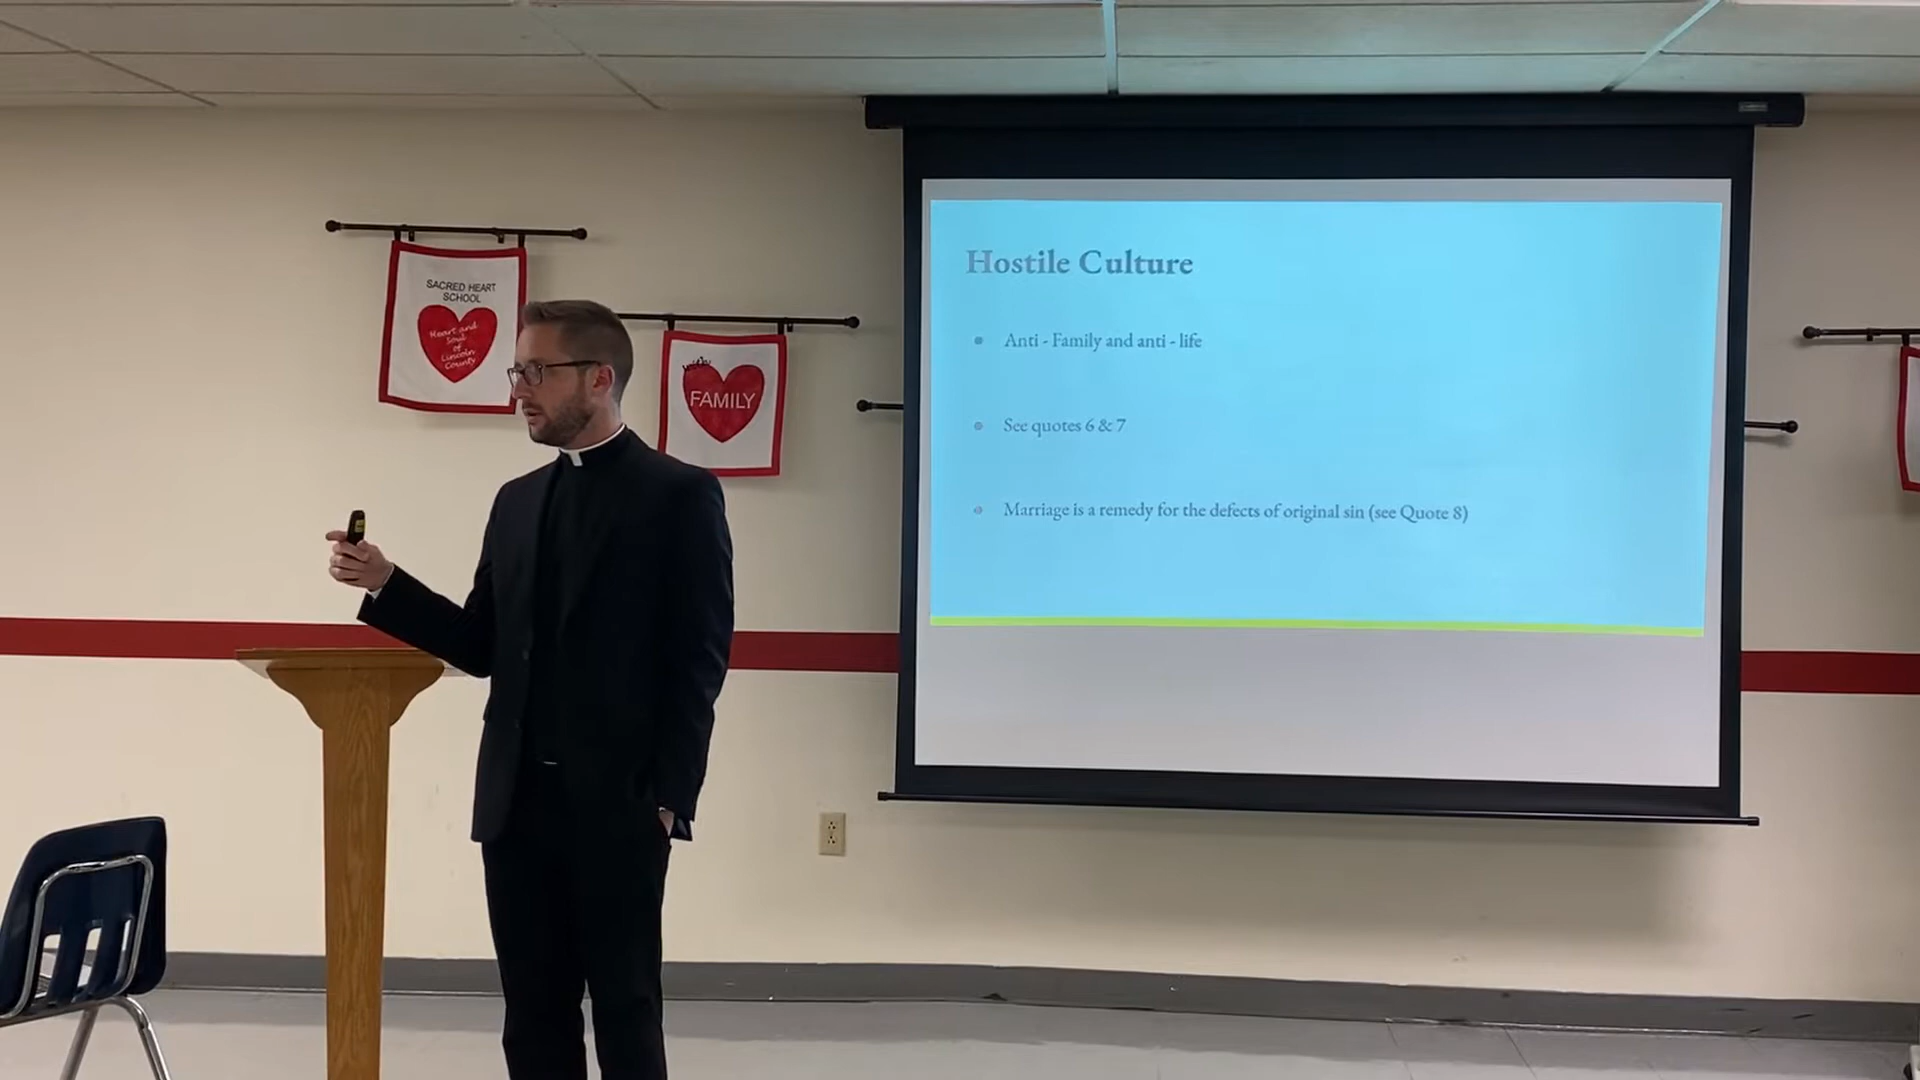 SACRED HEART
SCHOOL
Heart and
Soul
of
Lincoln
County
with
FAMILY
Hostile Culture
Anti - Family and anti - life
See quotes 6 & 7
Marriage is a remedy for the defects of original sin (see Quote 8)